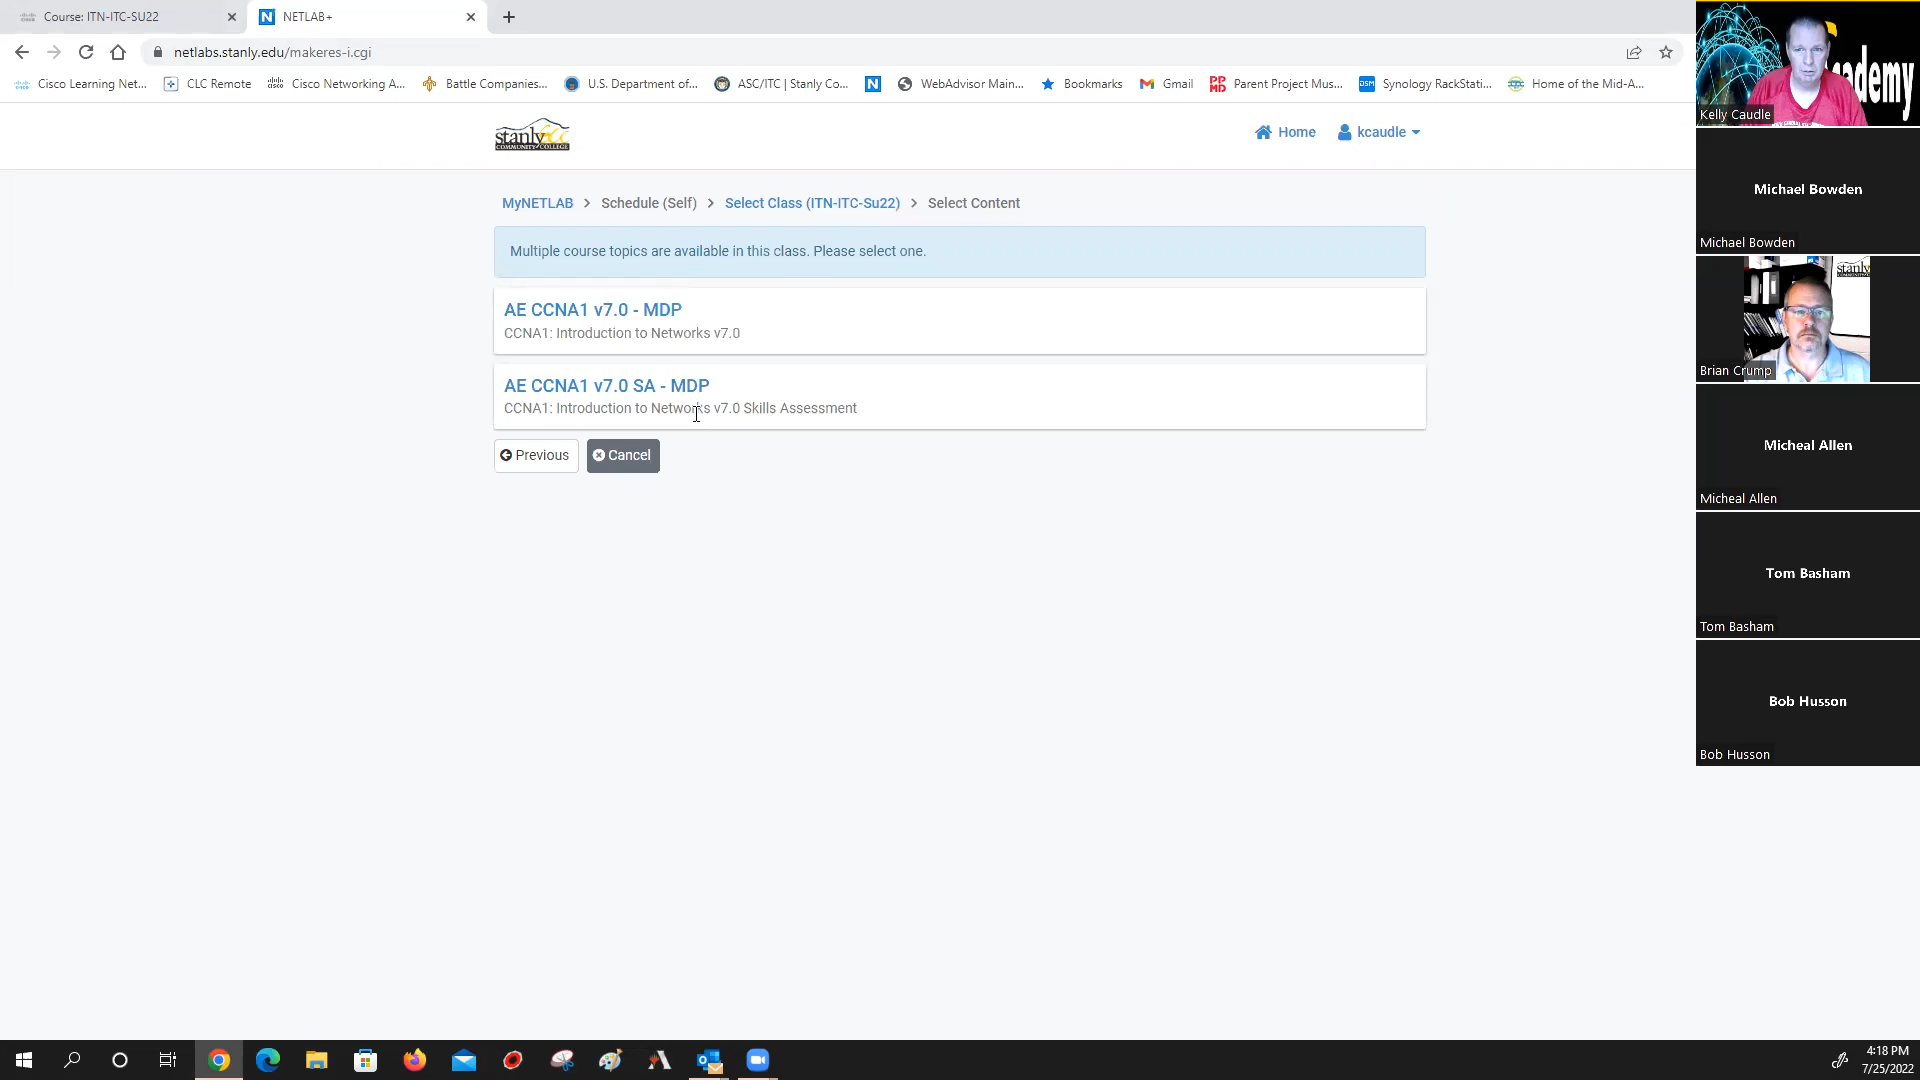 Course: ITN-ITC-SU22
NETLAB+
netlabs.stanly.edu/makeres-i.cgi
Cisco Learning Net...
CLC Remote
Cisco Networking A...
Battle Companies...
U.S. Department of...
ASC/ITC | Stanly Co...
WebAdvisor Main...
Bookmarks
Gmail
Parent Project Mus...
Synology RackStati...
Home of the Mid-A...
stanly
COMMUNITY COLLEGE
Home
kcaudle
MyNETLAB > Schedule (Self) > Select Class (ITN-ITC-Su22) > Select Content
Multiple course topics are available in this class. Please select one.
AE CCNA1 v7.0 - MDP
CCNA1: Introduction to Networks v7.0
AE CCNA1 v7.0 SA - MDP
CCNA1: Introduction to Networks v7.0 Skills Assessment
Previous
Cancel
Kelly Caudle
Michael Bowden
Michael Bowden
stanly
Brian Crump
Micheal Allen
Micheal Allen
Tom Basham
Tom Basham
Bob Husson
Bob Husson
4:18 PM
7/25/2022